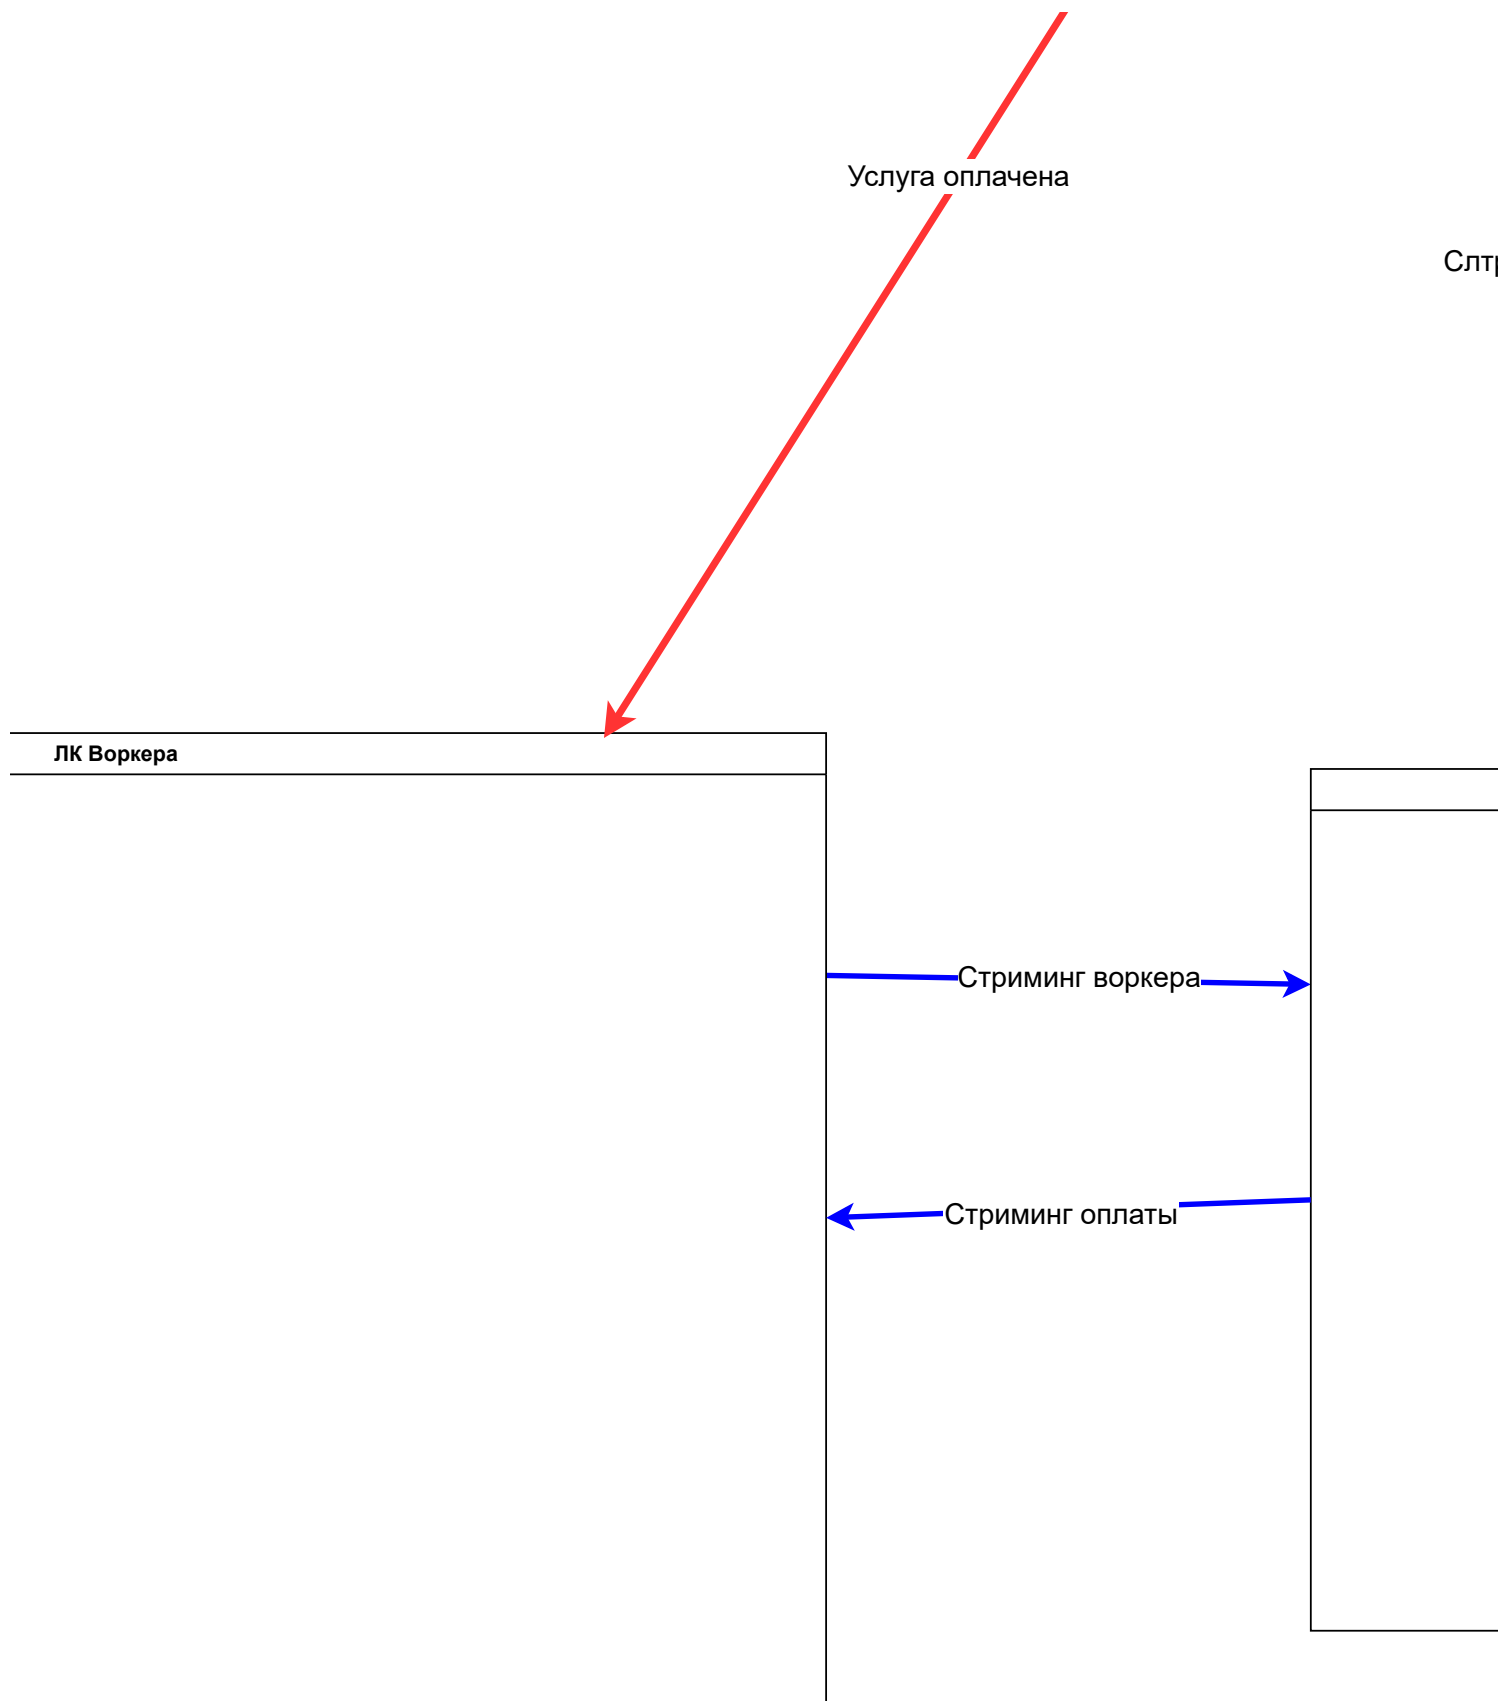 Услуга оплачена
ЛК Воркера
Стриминг воркера
Стриминг оплаты